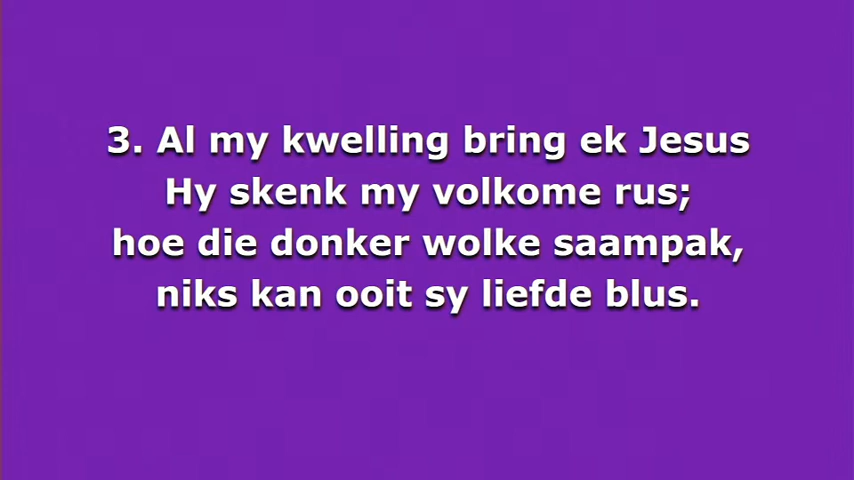 3. Al my kwelling bring ek Jesus
Hy skenk my volkome rus;
hoe die donker wolke saampak,
niks kan ooit sy liefde blus.